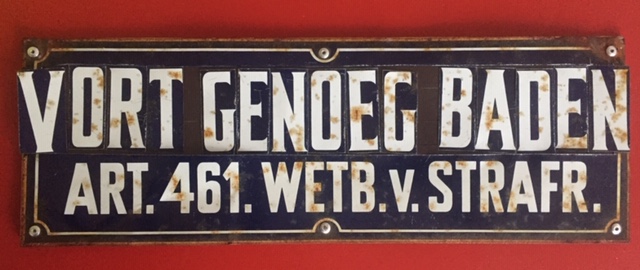 VORT GENOEG BADEN
ART. 461. WETB. v. STRAFR.